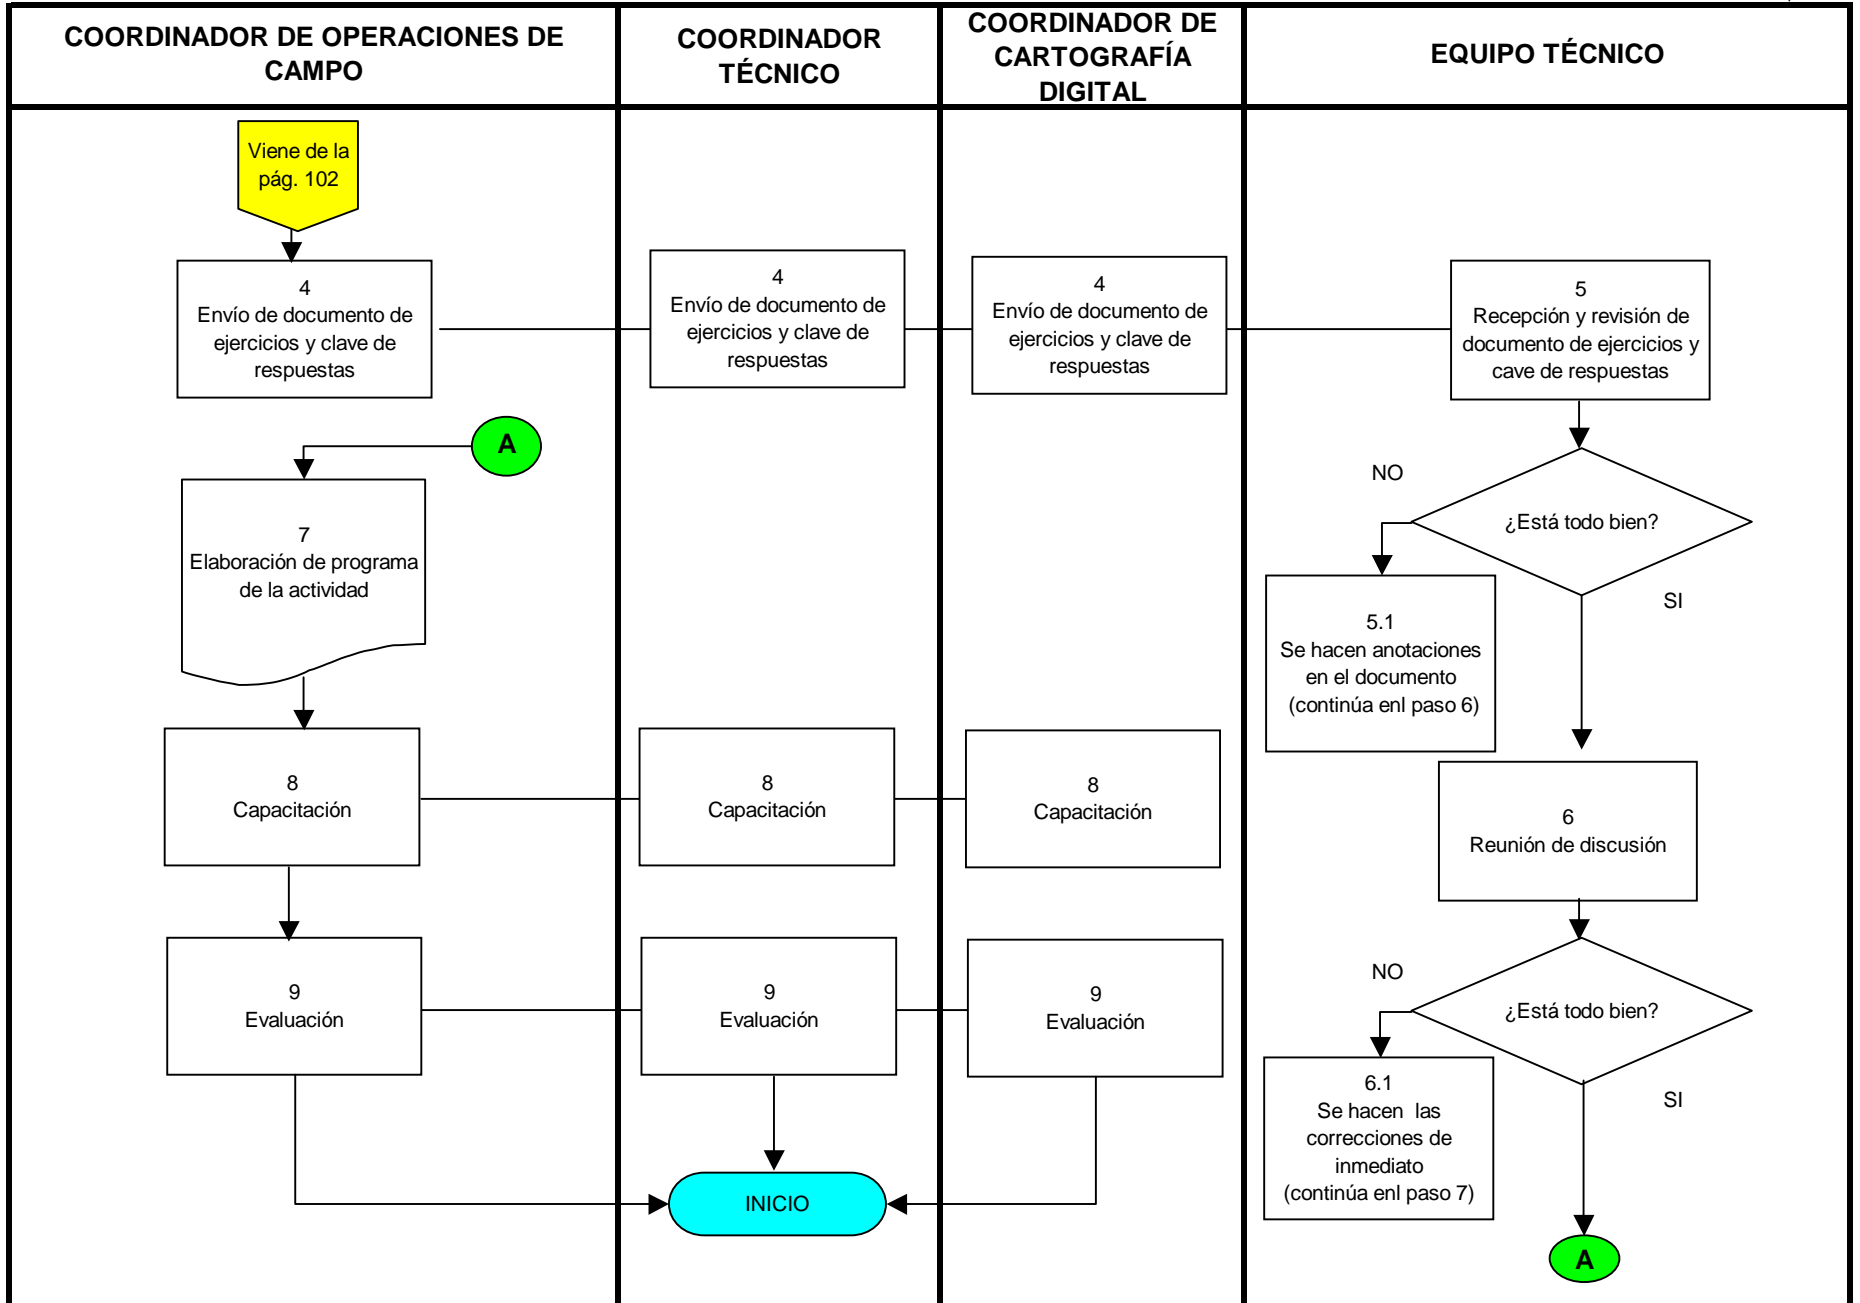 COORDINADOR DE OPERACIONES DE
CAMPO
COORDINADOR
TÉCNICO
COORDINADOR DE
CARTOGRAFÍA
DIGITAL
EQUIPO TÉCNICO
Viene de la
pág. 102
4
Envío de documento de
ejercicios y clave de
respuestas
4
Envío de documento de
ejercicios y clave de
respuestas
4
Envío de documento de
ejercicios y clave de
respuestas
5
Recepción y revisión de
documento de ejercicios y
cave de respuestas
A
NO
¿Está todo bien?
SI
7
Elaboración de programa
de la actividad
5.1
Se hacen anotaciones
en el documento
(continúa enl paso 6)
8
Capacitación
8
Capacitación
8
Capacitación
6
Reunión de discusión
9
Evaluación
9
Evaluación
9
Evaluación
NO
¿Está todo bien?
SI
6.1
Se hacen las
correcciones de
inmediato
(continúa enl paso 7)
INICIO
A